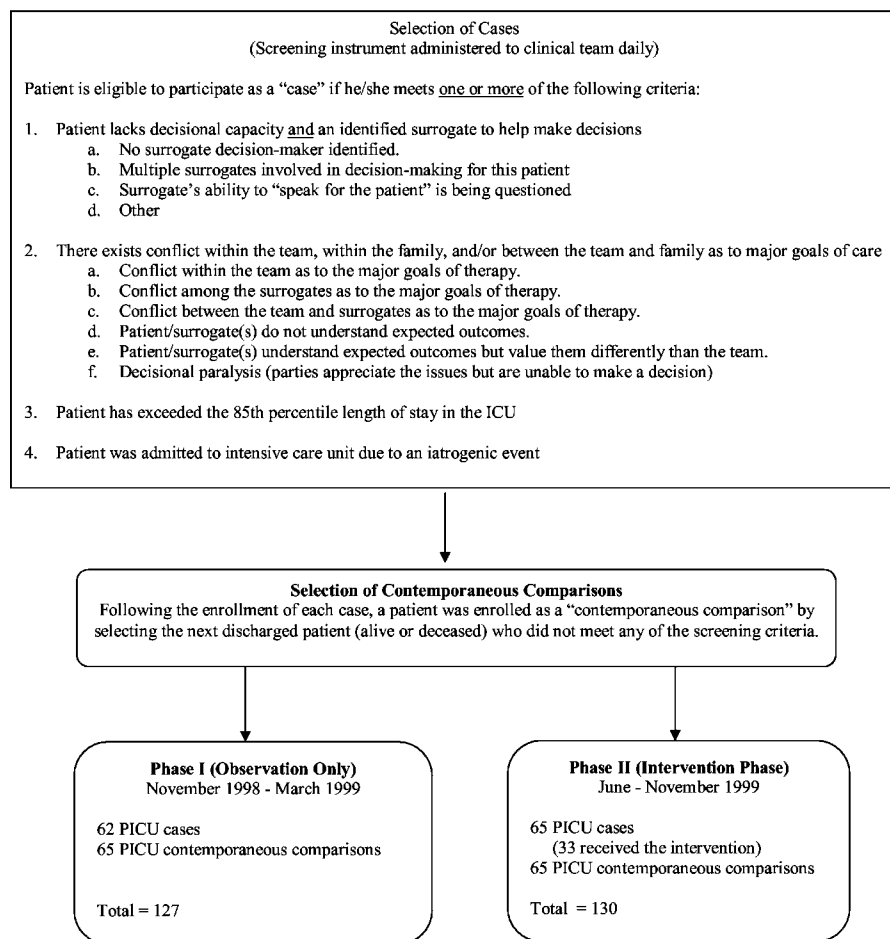 Selection of Cases
(Screening instrument administered to clinical team daily)
Patient is eligible to participate as a “case” if he/she meets one or more of the following criteria:
1. Patient lacks decisional capacity and an identified surrogate to help make decisions
a. No surrogate decision-maker identified.
b. Multiple surrogates involved in decision-making for this patient
c. Surrogate’s ability to “speak for the patient” is being questioned
d. Other
2. There exists conflict within the team, within the family, and/or between the team and family as to major goals of care
a. Conflict within the team as to the major goals of therapy.
b. Conflict among the surrogates as to the major goals of therapy.
c. Conflict between the team and surrogates as to the major goals of therapy.
d. Patient/surrogate(s) do not understand expected outcomes.
e. Patient/surrogate(s) understand expected outcomes but value them differently than the team.
f. Decisional paralysis (parties appreciate the issues but are unable to make a decision)
3. Patient has exceeded the 85th percentile length of stay in the ICU
4. Patient was admitted to intensive care unit due to an iatrogenic event
Selection of Contemporaneous Comparisons
Following the enrollment of each case, a patient was enrolled as a “contemporaneous comparison” by
selecting the next discharged patient (alive or deceased) who did not meet any of the screening criteria.
Phase I (Observation Only)
November 1998 - March 1999
62 PICU cases
65 PICU contemporaneous comparisons
Total = 127
Phase II (Intervention Phase)
June - November 1999
65 PICU cases
(33 received the intervention)
65 PICU contemporaneous comparisons
Total = 130